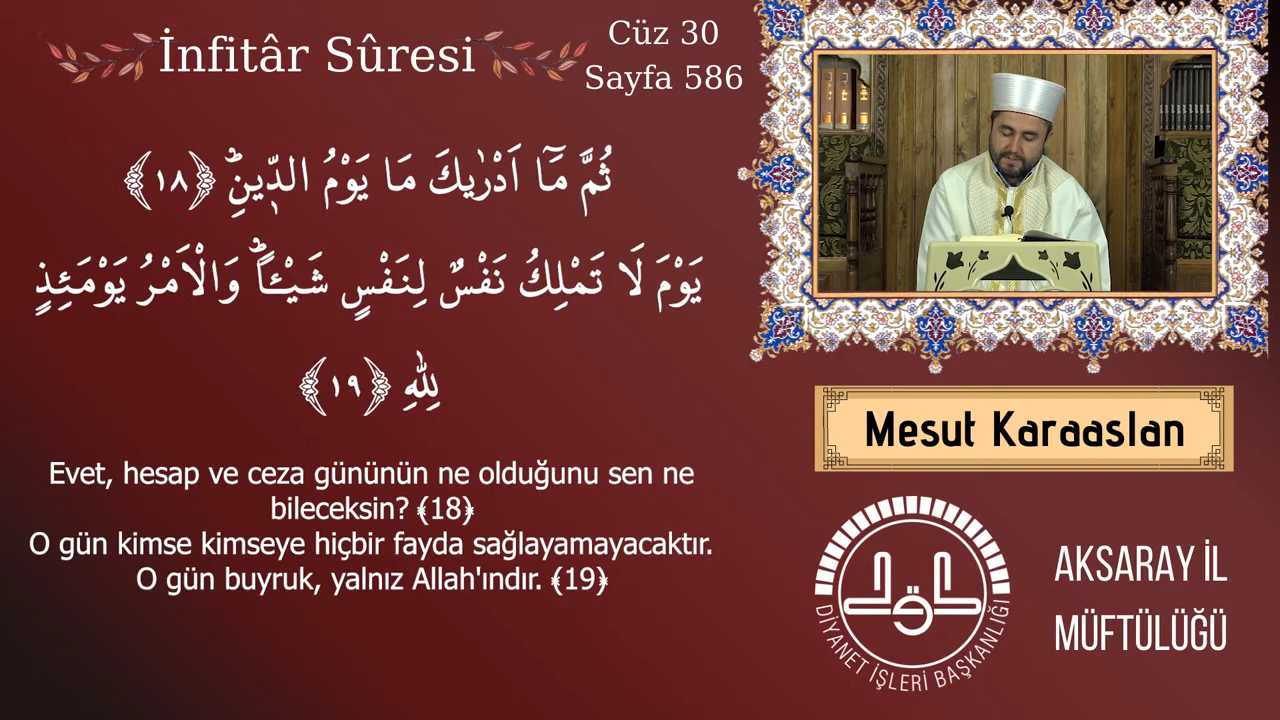 İnfitâr Sûresi
Cüz 30
Sayfa 586
ثُمَّ مَٓا اَدْرٰيكَ مَا يَوْمُ الدّ۪ينِۜ ﴿١٨﴾
يَوْمَ لَا تَمْلِكُ نَفْسٌ لِنَفْسٍ شَيْـٔاًۜ وَالْاَمْرُ يَوْمَئِذٍ
لِلّٰهِ ﴿١٩﴾
Evet, hesap ve ceza gününün ne olduğunu sen ne
bileceksin? ﴾18﴿
O gün kimse kimseye hiçbir fayda sağlayamayacaktır.
O gün buyruk, yalnız Allah'ındır. ﴾19﴿
Mesut Karaaslan
DİYANET İŞLERİ BAŞKANLIĞI
AKSARAY İL
MÜFTÜLÜĞÜ